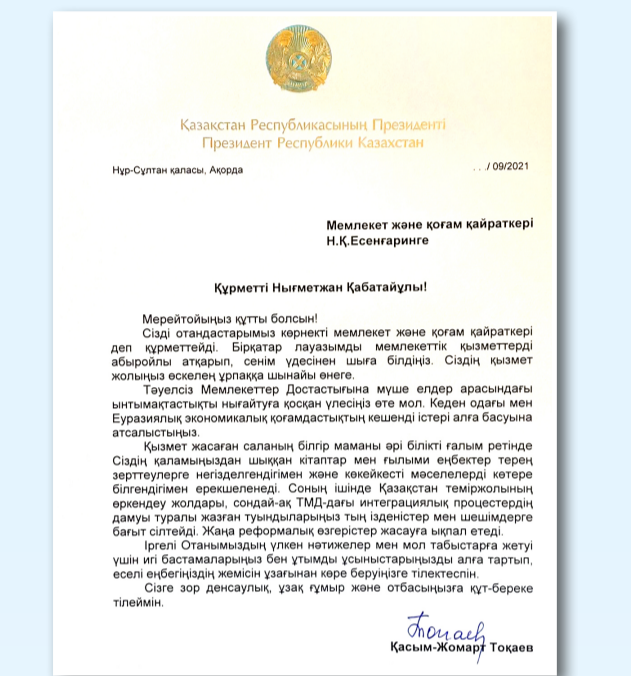 Қазақстан Республикасының Президенті
Президент Республики Казахстан
Нұр-Сұлтан қаласы, Ақорда
. . ./ 09/2021
Мемлекет және қоғам қайраткері
Н.Қ.Есенғаринге
Құрметті Нығметжан Қабатайұлы!
Мерейтойыңыз құтты болсын!
Сізді отандастарымыз көрнекті мемлекет және қоғам қайраткері
деп құрметтейді. Бірқатар лауазымды мемлекеттік қызметтерді
абыройлы атқарып, сенім үдесінен шыға білдіңіз. Сіздің қызмет
жолыңыз өскелең ұрпаққа шынайы өнеге.
Тәуелсіз Мемлекеттер Достастығына мүше елдер арасындағы
ынтымақтастықты нығайтуға қосқан үлесіңіз өте мол. Кеден одағы мен
Еуразиялық экономикалық қоғамдастықтың кешенді істері алға басуына
атсалыстыңыз.
Қызмет жасаған саланың білгір маманы әрі білікті ғалым ретінде
Сіздің қаламыңыздан шыққан кітаптар мен ғылыми еңбектер терең
зерттеулерге негізделгендігімен және көкейкесті мәселелерді көтере
білгендігімен ерекшеленеді. Соның ішінде Қазақстан теміржолының
өркендеу жолдары, сондай-ақ ТМД-дағы интеграциялық процестердің
дамуы туралы жазған туындыларыңыз тың ізденістер мен шешімдерге
бағыт сілтейді. Жаңа реформалық өзгерістер жасауға ықпал етеді.
Іргелі Отанымыздың үлкен нәтижелер мен мол табыстарға жетуі
үшін игі бастамаларыңыз бен ұтымды ұсыныстарыңызды алға тартып,
еселі еңбегіңіздің жемісін ұзағынан көре беруіңізге тілектеспін.
Сізге зор денсаулық, ұзақ ғұмыр және отбасыңызға құт-береке
тілеймін.
Қасым-Жомарт Тоқаев